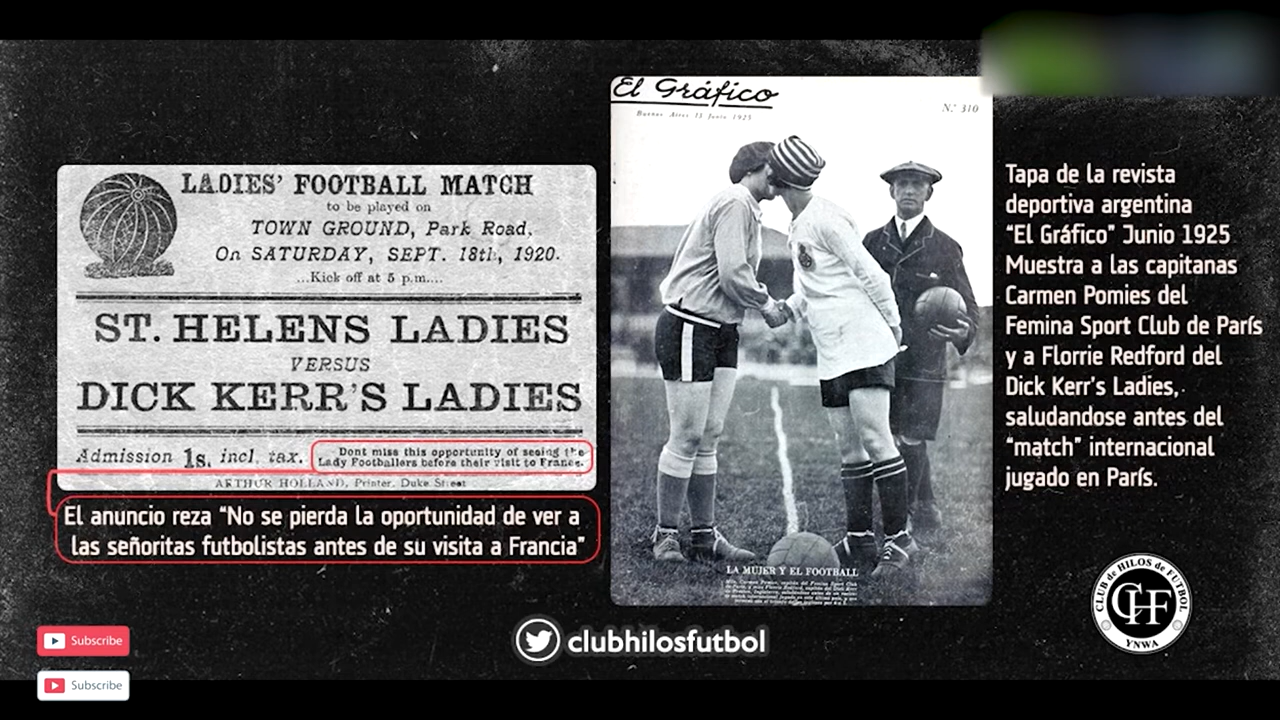 LADIES' FOOTBALL MATCH
to be played on
TOWN GROUND, Park Road,
On SATURDAY, SEPT. 18th, 1920.
...Kick off at 5 p.m....
ST. HELENS LADIES
VERSUS
DICK KERR'S LADIES
Admission 1s. incl. tax.
Dont miss this opportunity of seeing the
Lady Footballers before their visit to France.
ARTHUR HOLLAND, Printer, Duke Street
El anuncio reza “No se pierda la oportunidad de ver a
las señoritas futbolistas antes de su visita a Francia”
El Gráfico
Buenos Aires 13 Junio 1925
N.° 310
LA MUJER Y EL FOOTBALL
Tapa de la revista
deportiva argentina
“El Gráfico” Junio 1925
Muestra a las capitanas
Carmen Pomies del
Femina Sport Club de París
y a Florrie Redford del
Dick Kerr's Ladies,
saludandose antes del
“match” internacional
jugado en París.
clubhilosfutbol
CLUB de HILOS de FUTBOL
CHF
YNWA
Subscribe
Subscribe